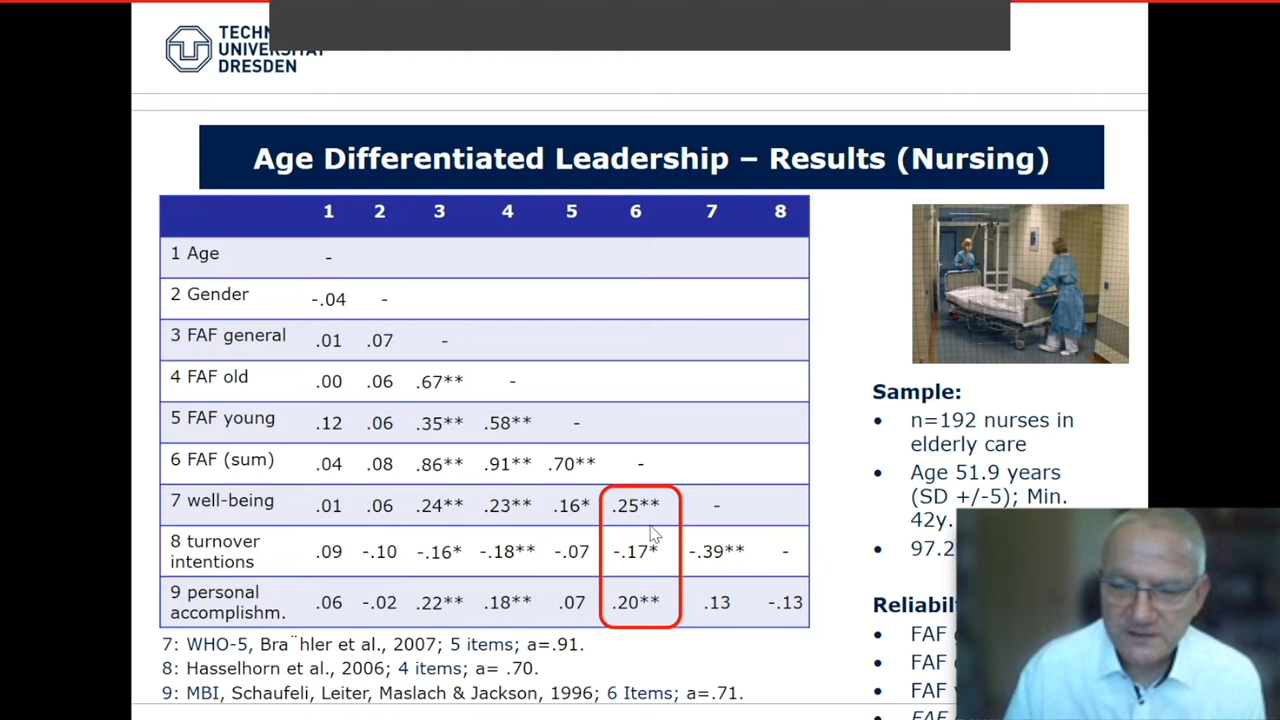 TECHN
UNIVERSITÄT
DRESDEN
Age Differentiated Leadership – Results (Nursing)
1 2 3 4 5 6 7 8
1 Age -
2 Gender -.04 -
3 FAF general .01 .07 -
4 FAF old .00 .06 .67** -
5 FAF young .12 .06 .35** .58** -
6 FAF (sum) .04 .08 .86** .91** .70** -
7 well-being .01 .06 .24** .23** .16* .25** -
8 turnover
intentions .09 -.10 -.16* -.18** -.07 -.17* -.39** -
9 personal
accomplishm. .06 -.02 .22** .18** .07 .20** .13 -.13
7: WHO-5, Bra¨hler et al., 2007; 5 items; a=.91.
8: Hasselhorn et al., 2006; 4 items; a= .70.
9: MBI, Schaufeli, Leiter, Maslach & Jackson, 1996; 6 Items; a=.71.
Sample:
• n=192 nurses in
elderly care
• Age 51.9 years
(SD +/-5); Min.
42y.
• 97.2
Reliabilt
• FAF
• FAF
• FAF
• FAF